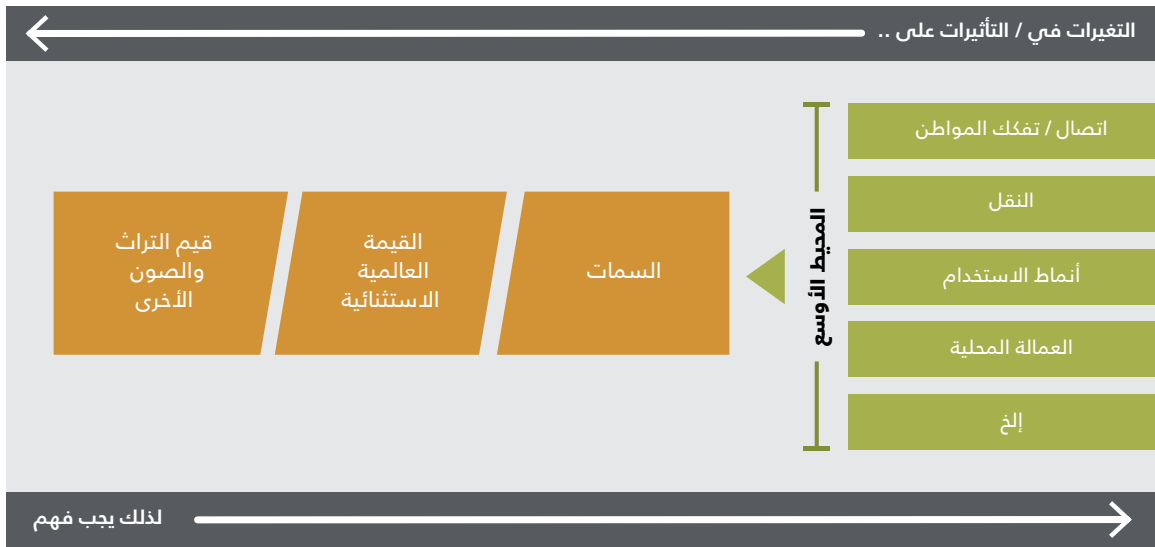 التغيرات في / التأثيرات على ..
اتصال / تفكك المواطن
النقل
أنماط الاستخدام
العمالة المحلية
إلخ
المحيط الأوسع
السمات
القيمة
العالمية
الاستثنائية
قيم التراث
والصون
الأخرى
لذلك يجب فهم